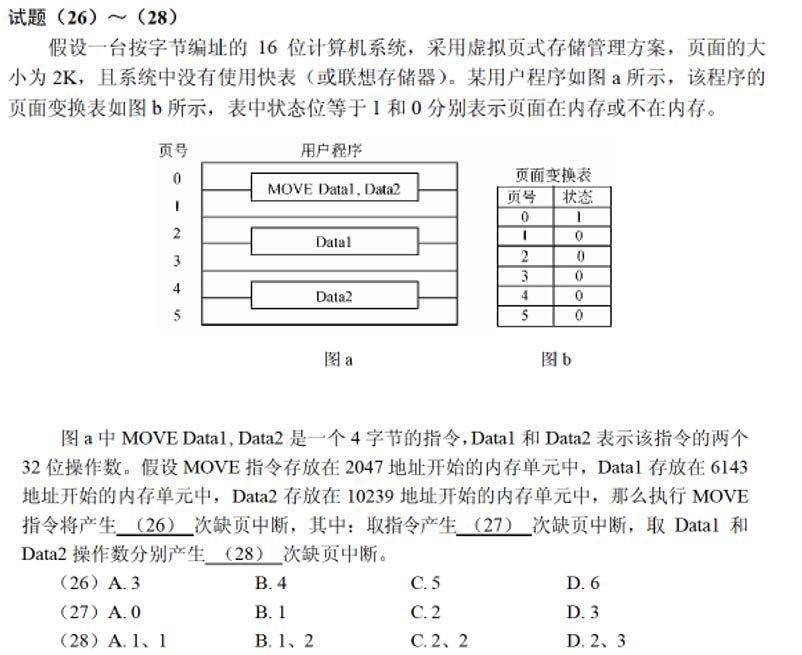 试题（26）～（28）
假设一台按字节编址的 16 位计算机系统，采用虚拟页式存储管理方案，页面的大
小为 2K，且系统中没有使用快表（或联想存储器）。某用户程序如图 a 所示，该程序的
页面变换表如图 b 所示，表中状态位等于 1 和 0 分别表示页面在内存或不在内存。
页号 用户程序
0
MOVE Data1, Data2
1
2
Data1
3
4
Data2
5
页面变换表
页号 状态
0 1
1 0
2 0
3 0
4 0
5 0
图 a 图 b
图 a 中 MOVE Data1, Data2 是一个 4 字节的指令，Data1 和 Data2 表示该指令的两个
32 位操作数。假设 MOVE 指令存放在 2047 地址开始的内存单元中，Data1 存放在 6143
地址开始的内存单元中，Data2 存放在 10239 地址开始的内存单元中，那么执行 MOVE
指令将产生 （26） 次缺页中断，其中：取指令产生 （27） 次缺页中断，取 Data1 和
Data2 操作数分别产生 （28） 次缺页中断。
（26）A. 3 B. 4 C. 5 D. 6
（27）A. 0 B. 1 C. 2 D. 3
（28）A. 1、1 B. 1、2 C. 2、2 D. 2、3